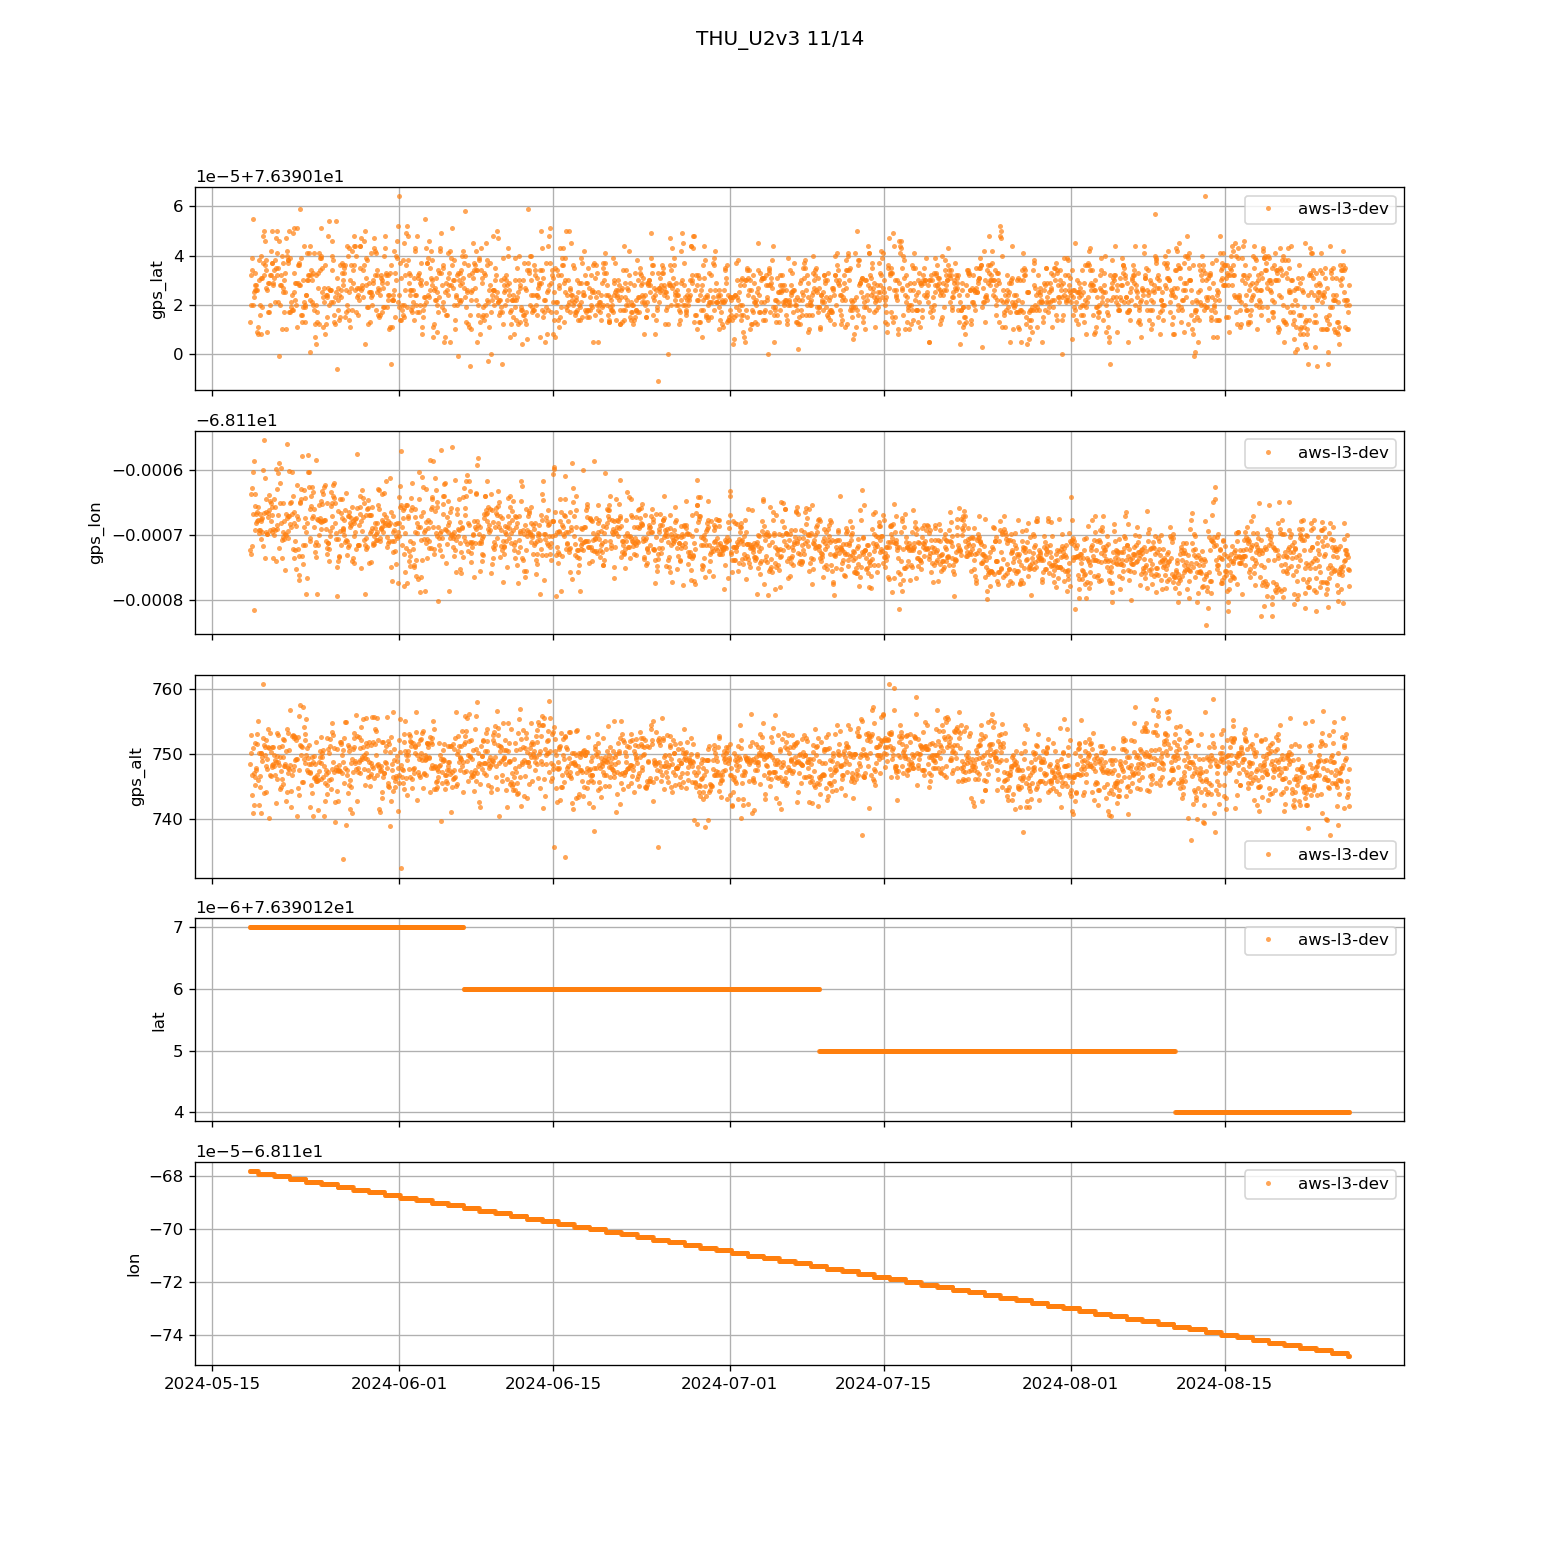 THU_U2v3 11/14
1e−5+7.63901e1
6
4
2
0
gps_lat
aws-l3-dev
−6.811e1
−0.0006
−0.0007
−0.0008
gps_lon
aws-l3-dev
760
750
740
gps_alt
aws-l3-dev
1e−6+7.639012e1
7
6
5
4
lat
aws-l3-dev
1e−5−6.811e1
−68
−70
−72
−74
lon
aws-l3-dev
2024-05-15 2024-06-01 2024-06-15 2024-07-01 2024-07-15 2024-08-01 2024-08-15